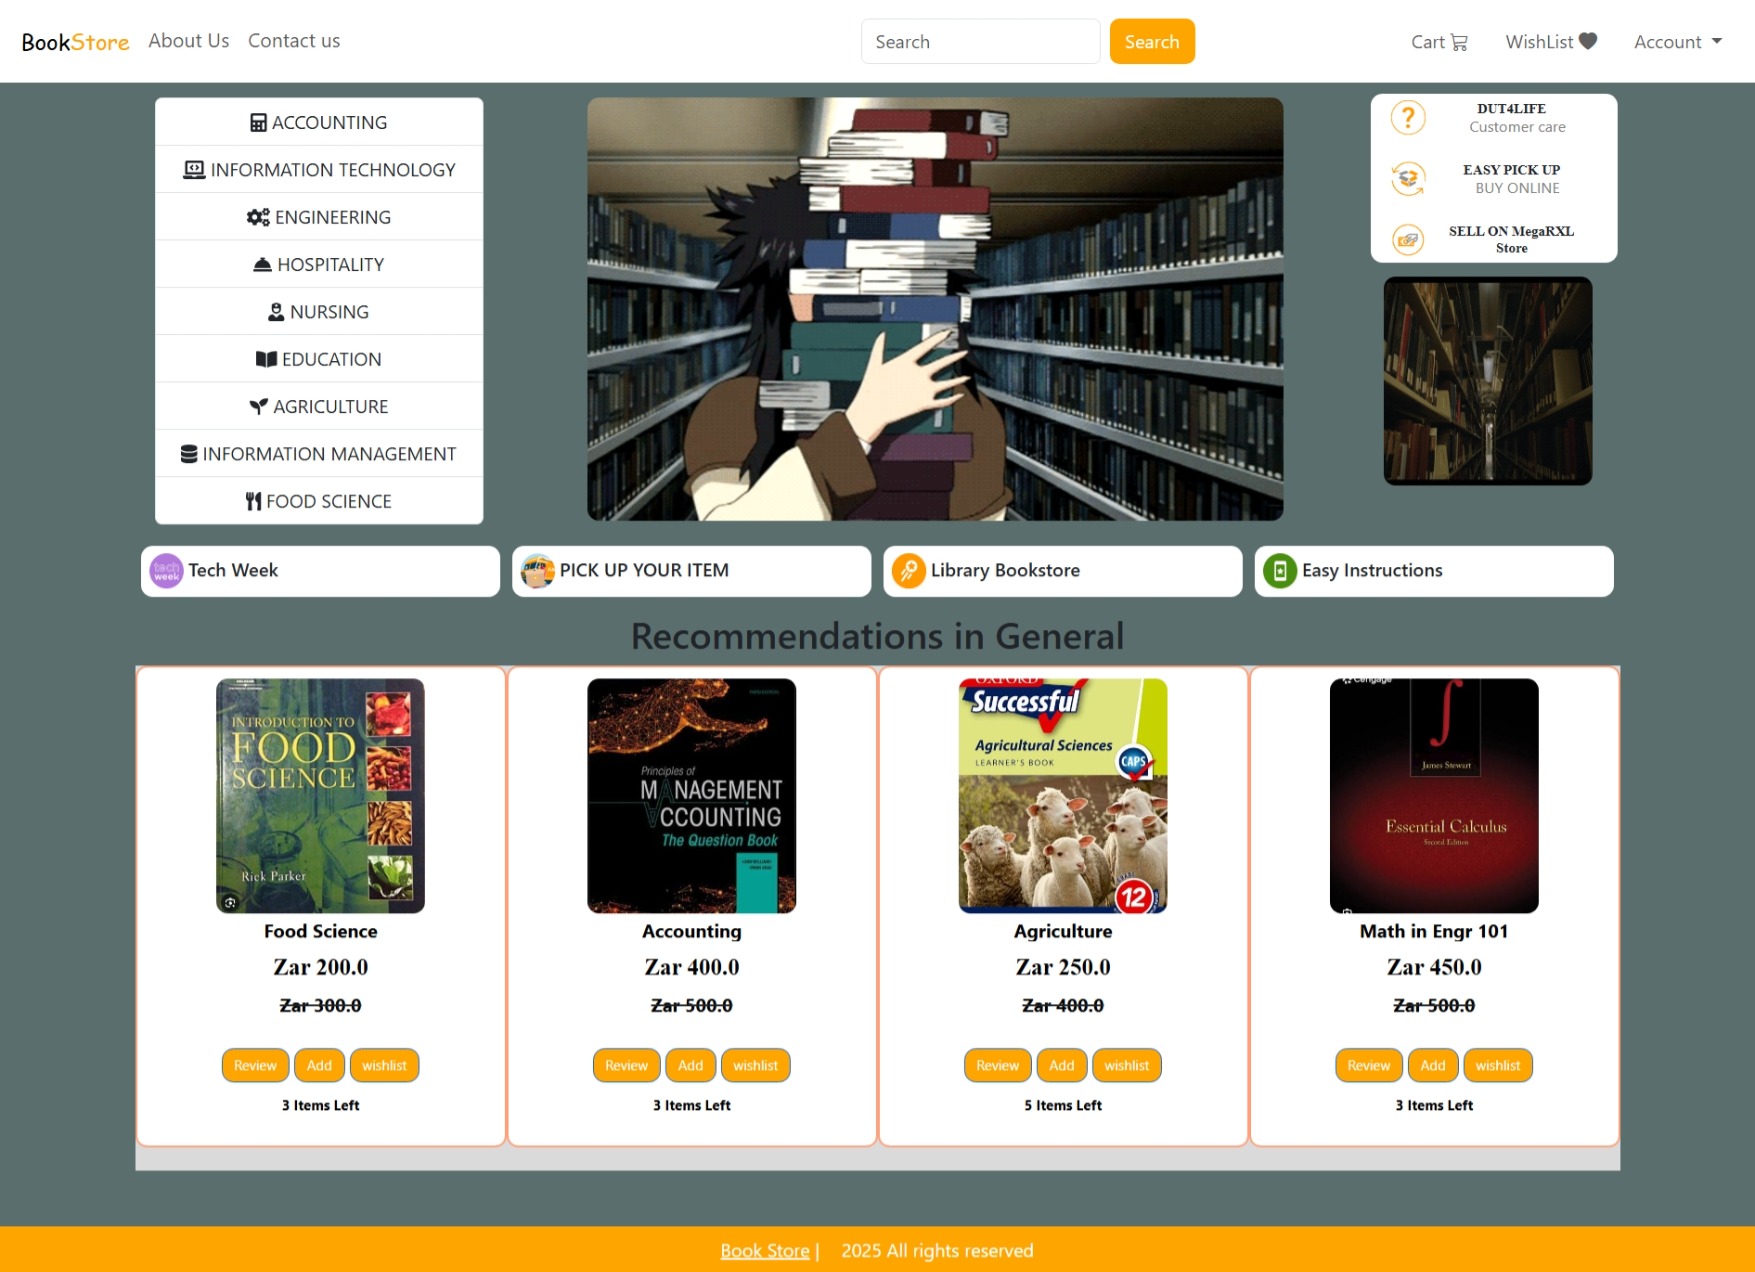 BookStore About Us Contact us Search Search Cart WishList Account
ACCOUNTING
INFORMATION TECHNOLOGY
ENGINEERING
HOSPITALITY
NURSING
EDUCATION
AGRICULTURE
INFORMATION MANAGEMENT
FOOD SCIENCE
DUT4LIFE
Customer care
EASY PICK UP
BUY ONLINE
SELL ON MegaRXL
Store
tech
week
Tech Week
PICK UP YOUR ITEM
Library Bookstore
Easy Instructions
Recommendations in General
INTRODUCTION TO
FOOD
SCIENCE
Rick Parker
Food Science
Zar 200.0
Zar 300.0
Review Add wishlist
3 Items Left
Principles of
MANAGEMENT
ACCOUNTING
The Question Book
Accounting
Zar 400.0
Zar 500.0
Review Add wishlist
3 Items Left
OXFORD
Successful
Agricultural Sciences
LEARNER'S BOOK
CAPS
12
Agriculture
Zar 250.0
Zar 400.0
Review Add wishlist
5 Items Left
Cengage
James Stewart
Essential Calculus
Second Edition
Math in Engr 101
Zar 450.0
Zar 500.0
Review Add wishlist
3 Items Left
Book Store | 2025 All rights reserved